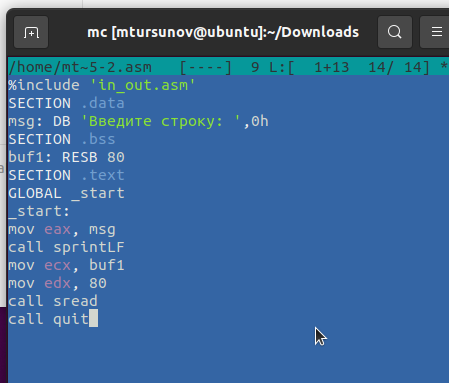 mc [mtursunov@ubuntu]:~/Downloads
/home/mt~5-2.asm   [----]  9 L:[  1+13  14/ 14] *
%include 'in_out.asm'
SECTION .data
msg: DB 'Введите строку: ',0h
SECTION .bss
buf1: RESB 80
SECTION .text
GLOBAL _start
_start:
mov eax, msg
call sprintLF
mov ecx, buf1
mov edx, 80
call sread
call quit